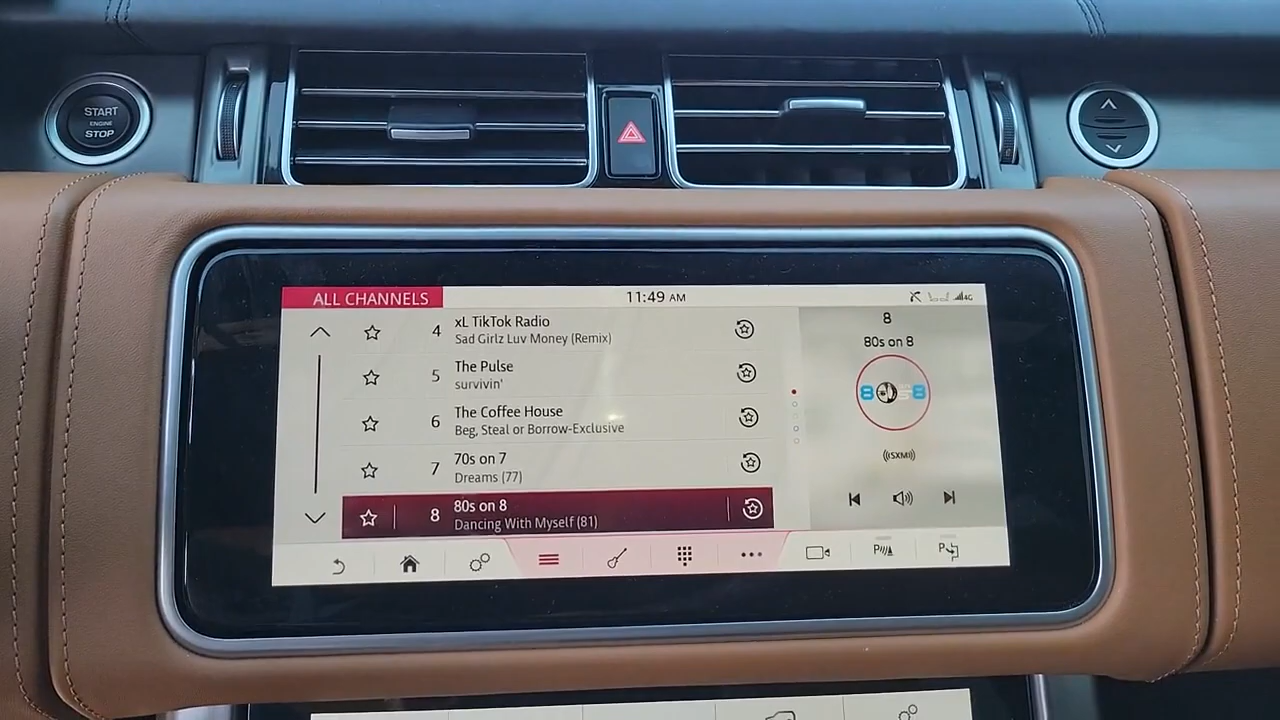 START
ENGINE
STOP
ALL CHANNELS
11:49 AM
4G
4
xL TikTok Radio
Sad Girlz Luv Money (Remix)
5
The Pulse
survivin'
6
The Coffee House
Beg, Steal or Borrow-Exclusive
7
70s on 7
Dreams (77)
8
80s on 8
Dancing With Myself (81)
8
80s on 8
8 8
SXM
P
P